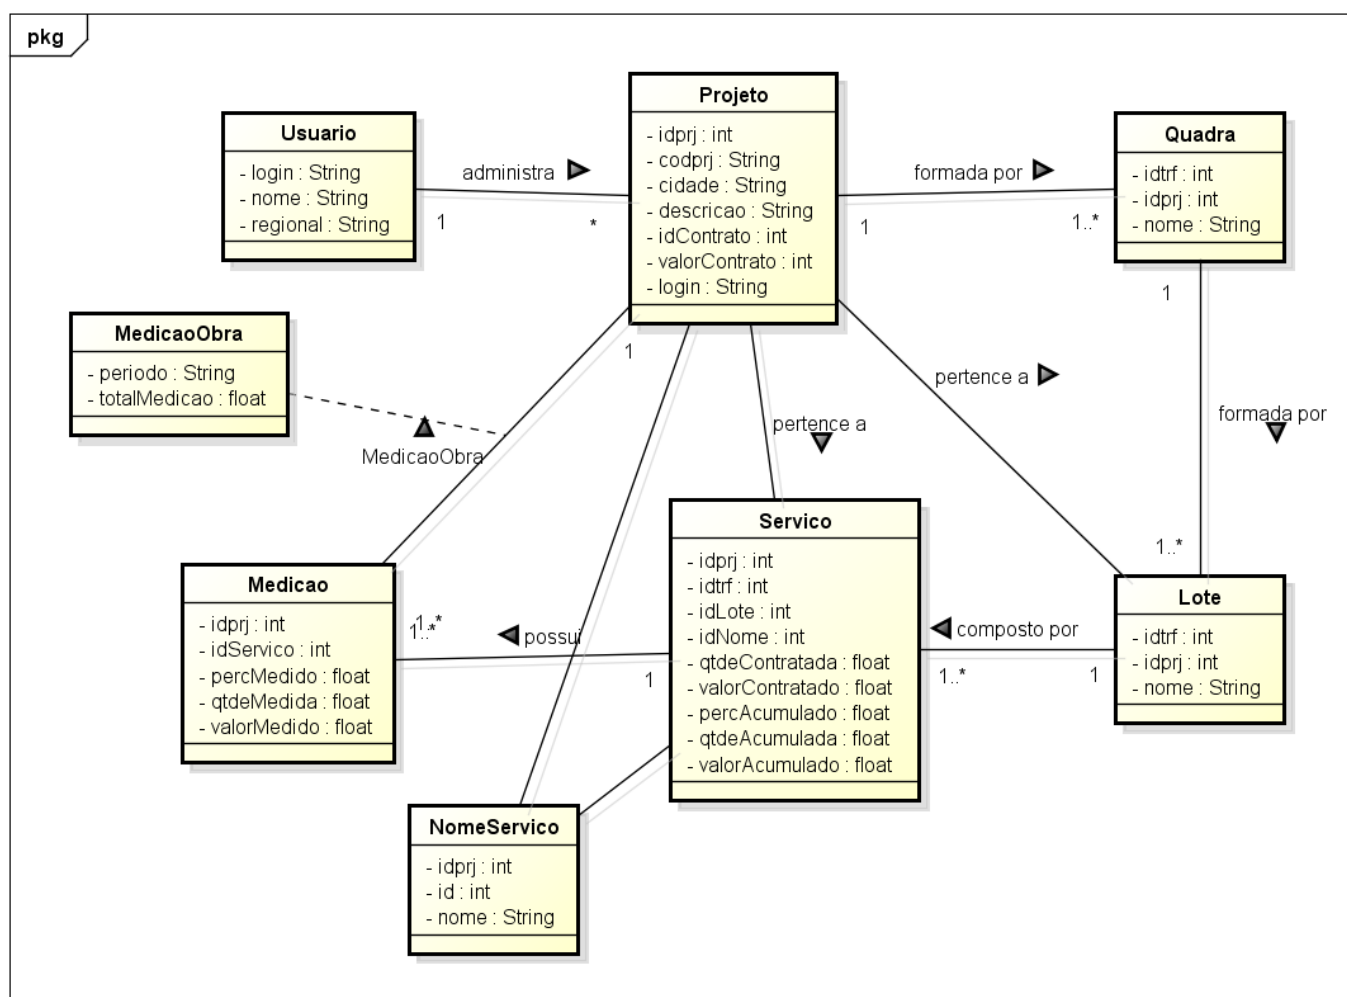 pkg
Usuario
- login : String
- nome : String
- regional : String
administra
1
*
Projeto
- idprj : int
- codprj : String
- cidade : String
- descricao : String
- idContrato : int
- valorContrato : int
- login : String
formada por
1
1..*
Quadra
- idtrf : int
- idprj : int
- nome : String
1
MedicaoObra
- periodo : String
- totalMedicao : float
1
pertence a
pertence a
formada por
MedicaoObra
1..*
Medicao
- idprj : int
- idServico : int
- percMedido : float
- qtdeMedida : float
- valorMedido : float
1..*
1..*
possui
1
Servico
- idprj : int
- idtrf : int
- idLote : int
- idNome : int
- qtdeContratada : float
- valorContratado : float
- percAcumulado : float
- qtdeAcumulada : float
- valorAcumulado : float
composto por
1..*
1
Lote
- idtrf : int
- idprj : int
- nome : String
NomeServico
- idprj : int
- id : int
- nome : String